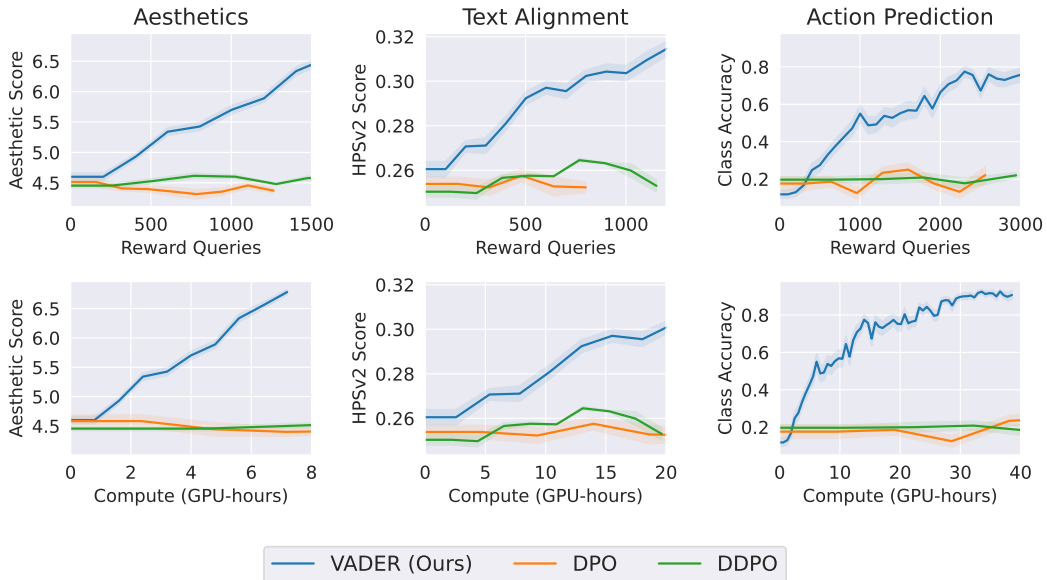 Aesthetics
Text Alignment
Action Prediction
Aesthetic Score
6.5
6.0
5.5
5.0
4.5
0
500
1000
1500
Reward Queries
HPSv2 Score
0.32
0.30
0.28
0.26
0
500
1000
Reward Queries
Class Accuracy
0.8
0.6
0.4
0.2
0
1000
2000
3000
Reward Queries
Aesthetic Score
6.5
6.0
5.5
5.0
4.5
0
2
4
6
8
Compute (GPU-hours)
HPSv2 Score
0.32
0.30
0.28
0.26
0
5
10
15
20
Compute (GPU-hours)
Class Accuracy
0.8
0.6
0.4
0.2
0
10
20
30
40
Compute (GPU-hours)
VADER (Ours)
DPO
DDPO